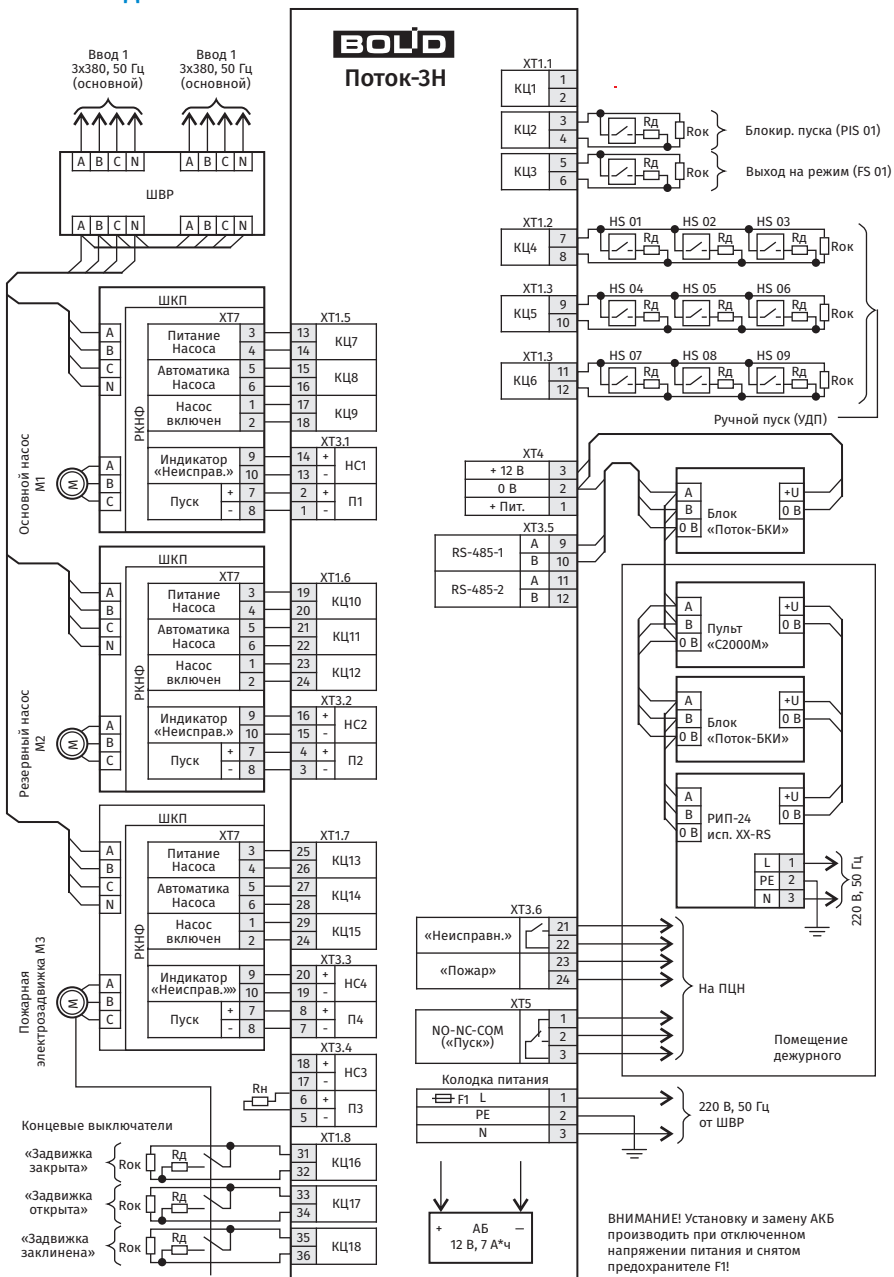 BOLID
Поток-3Н
Ввод 1
3х380, 50 Гц
(основной)
Ввод 1
3х380, 50 Гц
(основной)
A B C N
A B C N
ШВР
A B C N
A B C N
ШКП
XT7
РКНФ
A
B
C
N
Питание
Насоса
3
4
Автоматика
Насоса
5
6
Насос
включен
1
2
Индикатор
«Неисправ.»
9
10
Пуск
+ 7
- 8
Основной насос
М1
М
A
B
C
XT1.5
13
14
КЦ7
15
16
КЦ8
17
18
КЦ9
XT3.1
14 +
13 -
НС1
2 +
1 -
П1
ШКП
XT7
РКНФ
A
B
C
N
Питание
Насоса
3
4
Автоматика
Насоса
5
6
Насос
включен
1
2
Индикатор
«Неисправ.»
9
10
Пуск
+ 7
- 8
Резервный насос
М2
М
A
B
C
XT1.6
19
20
КЦ10
21
22
КЦ11
23
24
КЦ12
XT3.2
16 +
15 -
НС2
4 +
3 -
П2
ШКП
XT7
РКНФ
A
B
C
N
Питание
Насоса
3
4
Автоматика
Насоса
5
6
Насос
включен
1
2
Индикатор
«Неисправ.»»
9
10
Пуск
+ 7
- 8
Пожарная
электрозадвижка М3
М
A
B
C
XT1.7
25
26
КЦ13
27
28
КЦ14
29
24
КЦ15
XT3.3
20 +
19 -
НС4
8 +
7 -
П4
XT3.4
18 +
17 -
НС3
6 +
5 -
П3
Rн
Концевые выключатели
XT1.8
«Задвижка
закрыта»
Rок
Rд
31
32
КЦ16
«Задвижка
открыта»
Rок
Rд
33
34
КЦ17
«Задвижка
заклинена»
Rок
Rд
35
36
КЦ18
XT1.1
КЦ1
1
2
КЦ2
3
4
Rд
Rок
Блокир. пуска (PIS 01)
КЦ3
5
6
Rд
Rок
Выход на режим (FS 01)
XT1.2
КЦ4
7
8
HS 01 HS 02 HS 03
Rд Rд Rд
Rок
XT1.3
КЦ5
9
10
HS 04 HS 05 HS 06
Rд Rд Rд
Rок
XT1.3
КЦ6
11
12
HS 07 HS 08 HS 09
Rд Rд Rд
Rок
Ручной пуск (УДП)
XT4
+ 12 В 3
0 В 2
+ Пит. 1
XT3.5
RS-485-1
A 9
B 10
RS-485-2
A 11
B 12
A
B
0 В
Блок
«Поток-БКИ»
+U
0 В
A
B
0 В
Пульт
«С2000М»
+U
0 В
A
B
0 В
Блок
«Поток-БКИ»
+U
0 В
A
B
0 В
РИП-24
исп. XX-RS
+U
0 В
L 1
PE 2
N 3
220 В, 50 Гц
XT3.6
«Неисправн.»
21
22
«Пожар»
23
24
На ПЦН
XT5
NO-NC-COM
(«Пуск»)
1
2
3
Помещение
дежурного
Колодка питания
F1 L 1
PE 2
N 3
220 В, 50 Гц
от ШВР
+ АБ —
12 В, 7 А*ч
ВНИМАНИЕ! Установку и замену АКБ
производить при отключенном
напряжении питания и снятом
предохранителе F1!